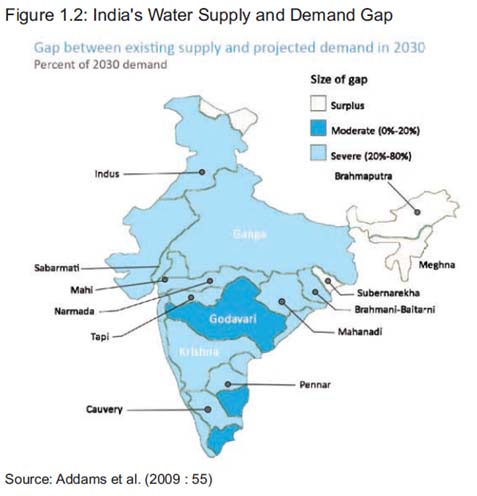 Figure 1.2: India's Water Supply and Demand Gap
Gap between existing supply and projected demand in 2030
Percent of 2030 demand
Size of gap
Surplus
Moderate (0%-20%)
Severe (20%-80%)
Brahmaputra
Indus
Ganga
Meghna
Sabarmati
Mahi
Subernarekha
Narmada
Brahmani-Baitarni
Godavari
Mahanadi
Tapi
Krishna
Pennar
Cauvery
Source: Addams et al. (2009 : 55)